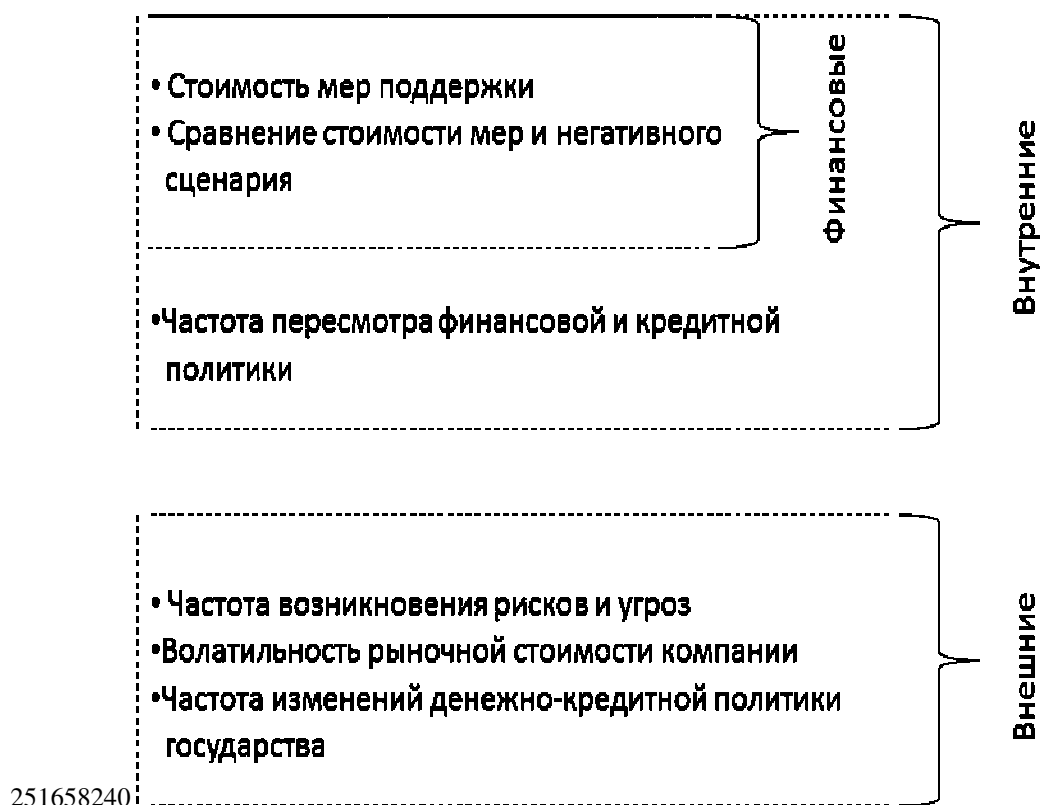 • Стоимость мер поддержки
• Сравнение стоимости мер и негативного
сценария
Финансовые
•Частота пересмотра финансовой и кредитной
политики
Внутренние
• Частота возникновения рисков и угроз
•Волатильность рыночной стоимости компании
•Частота изменений денежно-кредитной политики
государства
Внешние
251658240